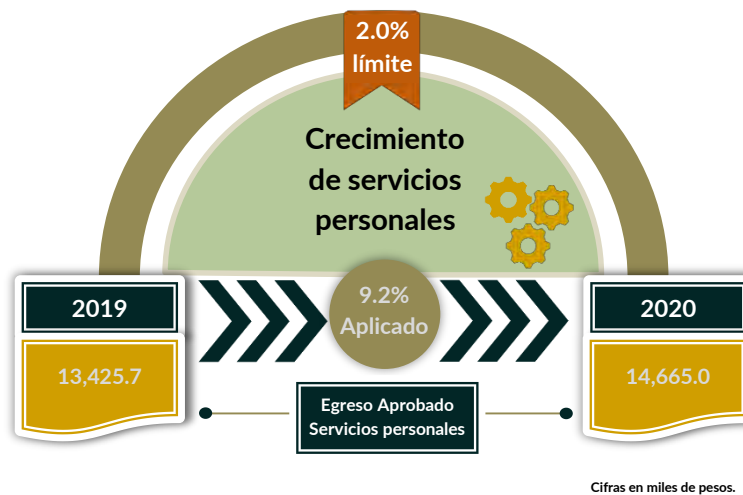 2.0%
límite
Crecimiento
de servicios
personales
2019
9.2%
Aplicado
2020
13,425.7
14,665.0
Egreso Aprobado
Servicios personales
Cifras en miles de pesos.